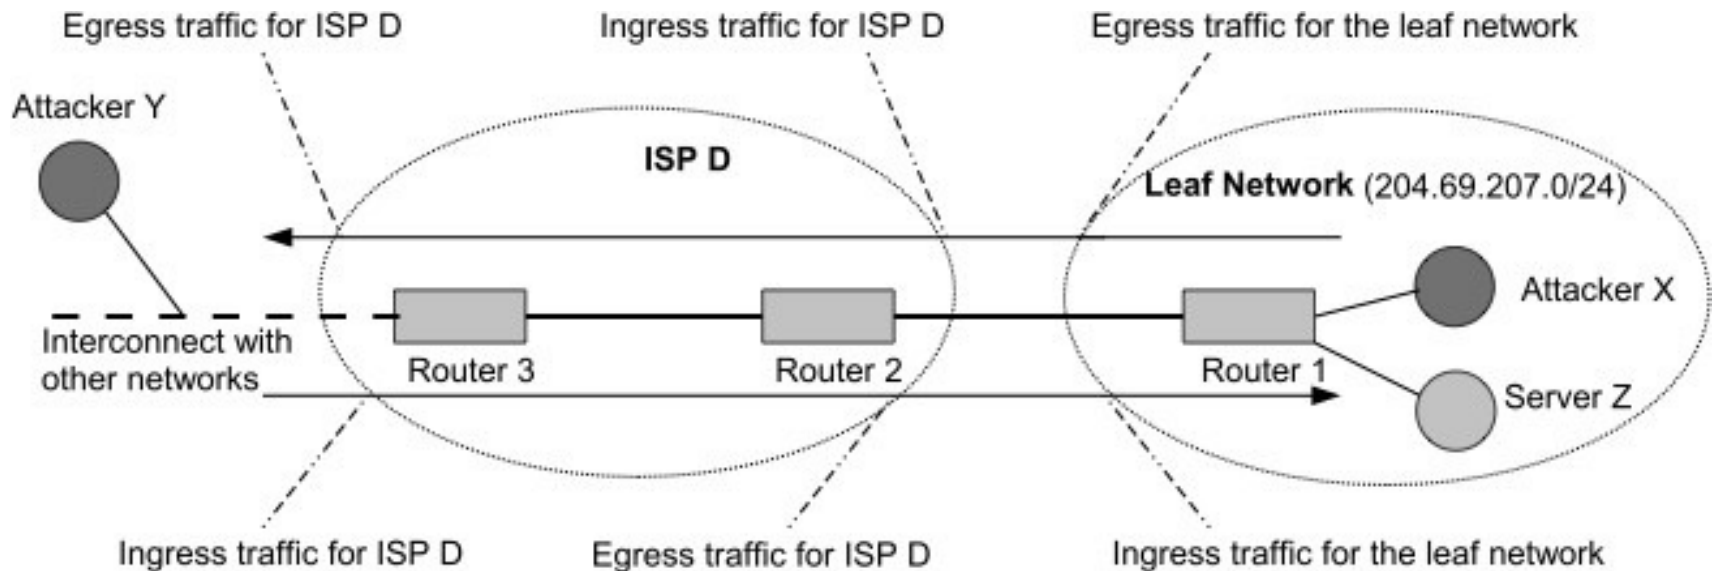 Egress traffic for ISP D
Ingress traffic for ISP D
Egress traffic for the leaf network
Attacker Y
ISP D
Leaf Network (204.69.207.0/24)
Attacker X
Interconnect with
other networks
Router 3
Router 2
Router 1
Server Z
Ingress traffic for ISP D
Egress traffic for ISP D
Ingress traffic for the leaf network